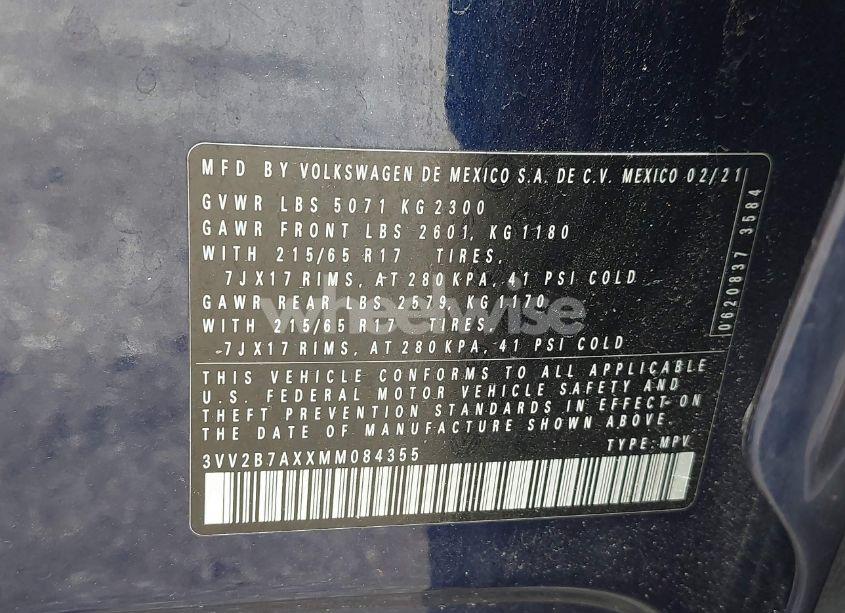 MFD BY VOLKSWAGEN DE MEXICO S.A. DE C.V. MEXICO 02/21
GVWR LBS 5071 KG 2300
GAWR FRONT LBS 2601, KG 1180
WITH 215/65 R17 TIRES,
7JX17 RIMS, AT 280 KPA, 41 PSI COLD
GAWR REAR LBS 2579, KG 1170,
WITH 215/65 R17 TIRES,
7JX17 RIMS, AT 280 KPA, 41 PSI COLD
THIS VEHICLE CONFORMS TO ALL APPLICABLE
U.S. FEDERAL MOTOR VEHICLE SAFETY AND
THEFT PREVENTION STANDARDS IN EFFECT ON
THE DATE OF MANUFACTURE SHOWN ABOVE.
3VV2B7AXXMM084355 TYPE: MPV
0620837 3584
wheelwise